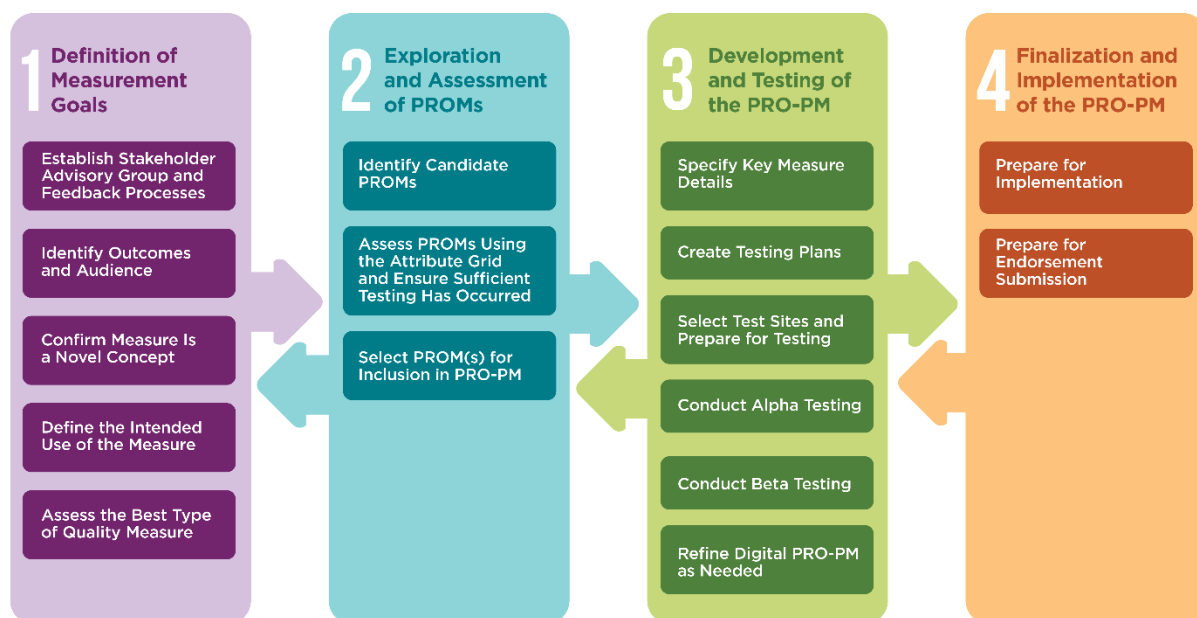 1
Definition of
Measurement
Goals
Establish Stakeholder
Advisory Group and
Feedback Processes
Identify Outcomes
and Audience
Confirm Measure Is
a Novel Concept
Define the Intended
Use of the Measure
Assess the Best Type
of Quality Measure
2
Exploration
and Assessment
of PROMs
Identify Candidate
PROMs
Assess PROMs Using
the Attribute Grid
and Ensure Sufficient
Testing Has Occurred
Select PROM(s) for
Inclusion in PRO-PM
3
Development
and Testing of
the PRO-PM
Specify Key Measure
Details
Create Testing Plans
Select Test Sites and
Prepare for Testing
Conduct Alpha Testing
Conduct Beta Testing
Refine Digital PRO-PM
as Needed
4
Finalization and
Implementation
of the PRO-PM
Prepare for
Implementation
Prepare for
Endorsement
Submission